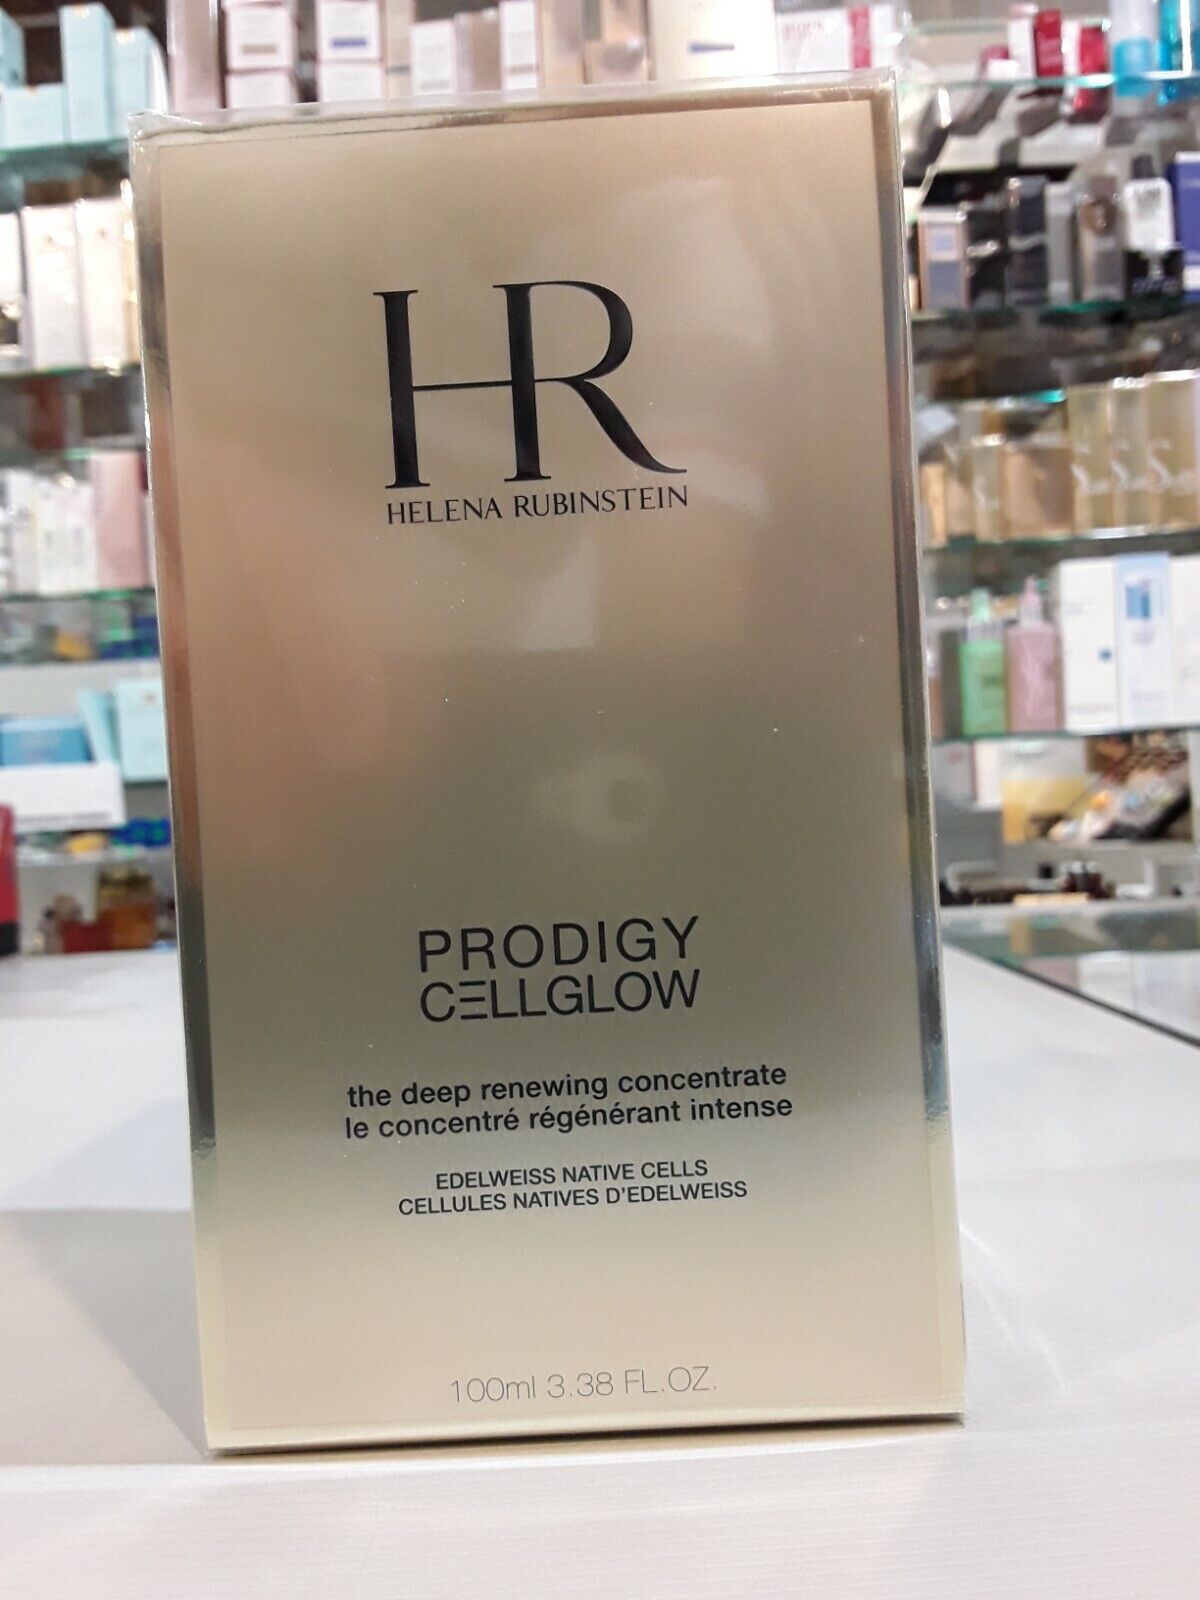 HR
HELENA RUBINSTEIN
PRODIGY
CELLGLOW
the deep renewing concentrate
le concentré régénérant intense
EDELWEISS NATIVE CELLS
CELLULES NATIVES D'EDELWEISS
100ml 3.38 FL.OZ.